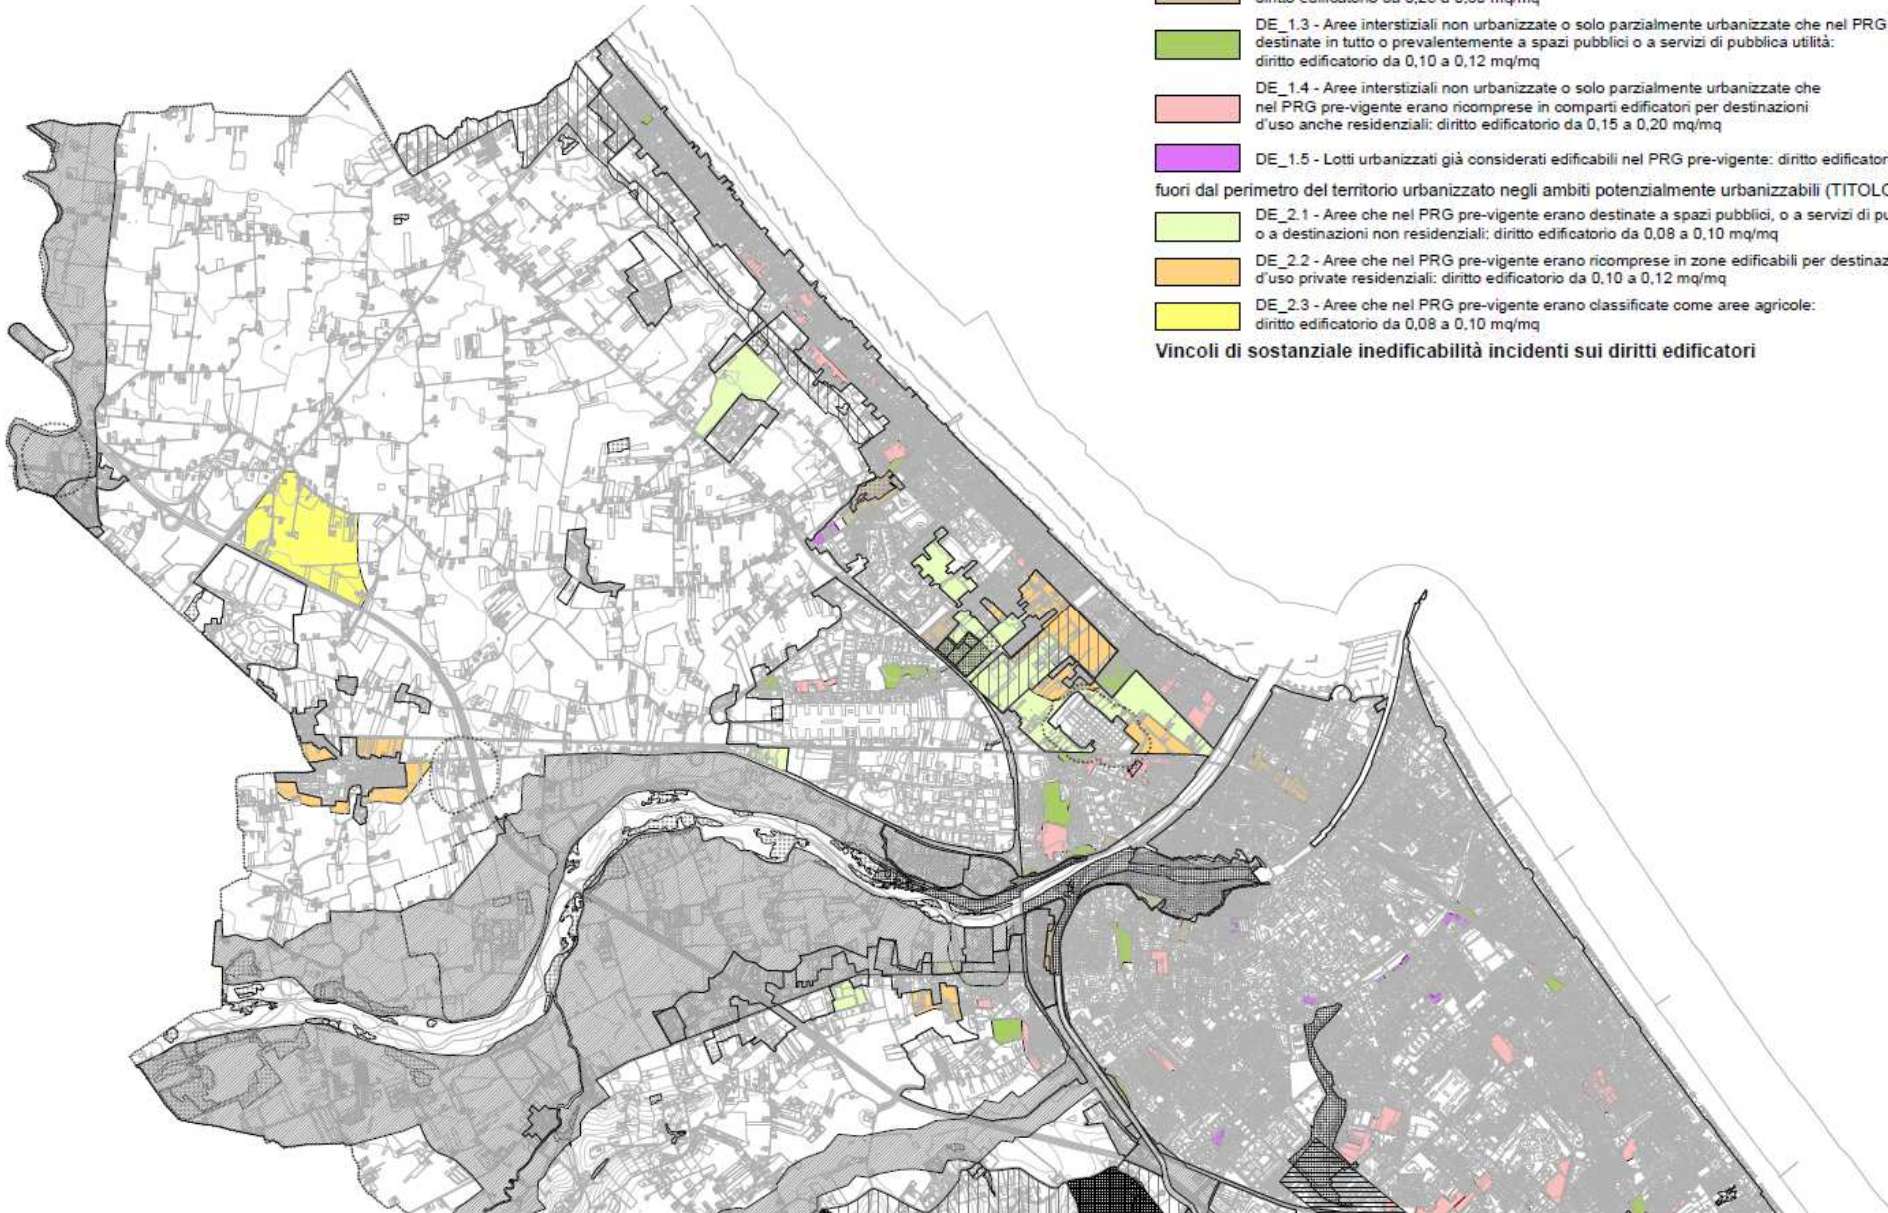 diritto edificatorio da
DE_1.3 - Aree interstiziali non urbanizzate o solo parzialmente urbanizzate che nel PRG
destinate in tutto o prevalentemente a spazi pubblici o a servizi di pubblica utilità:
diritto edificatorio da 0,10 a 0,12 mq/mq
DE_1.4 - Aree interstiziali non urbanizzate o solo parzialmente urbanizzate che
nel PRG pre-vigente erano ricomprese in comparti edificatori per destinazioni
d'uso anche residenziali: diritto edificatorio da 0,15 a 0,20 mq/mq
DE_1.5 - Lotti urbanizzati già considerati edificabili nel PRG pre-vigente: diritto edificator
fuori dal perimetro del territorio urbanizzato negli ambiti potenzialmente urbanizzabili (TITOLO
DE_2.1 - Aree che nel PRG pre-vigente erano destinate a spazi pubblici, o a servizi di pu
o a destinazioni non residenziali: diritto edificatorio da 0,08 a 0,10 mq/mq
DE_2.2 - Aree che nel PRG pre-vigente erano ricomprese in zone edificabili per destinaz
d'uso private residenziali: diritto edificatorio da 0,10 a 0,12 mq/mq
DE_2.3 - Aree che nel PRG pre-vigente erano classificate come aree agricole:
diritto edificatorio da 0,08 a 0,10 mq/mq
Vincoli di sostanziale inedificabilità incidenti sui diritti edificatori